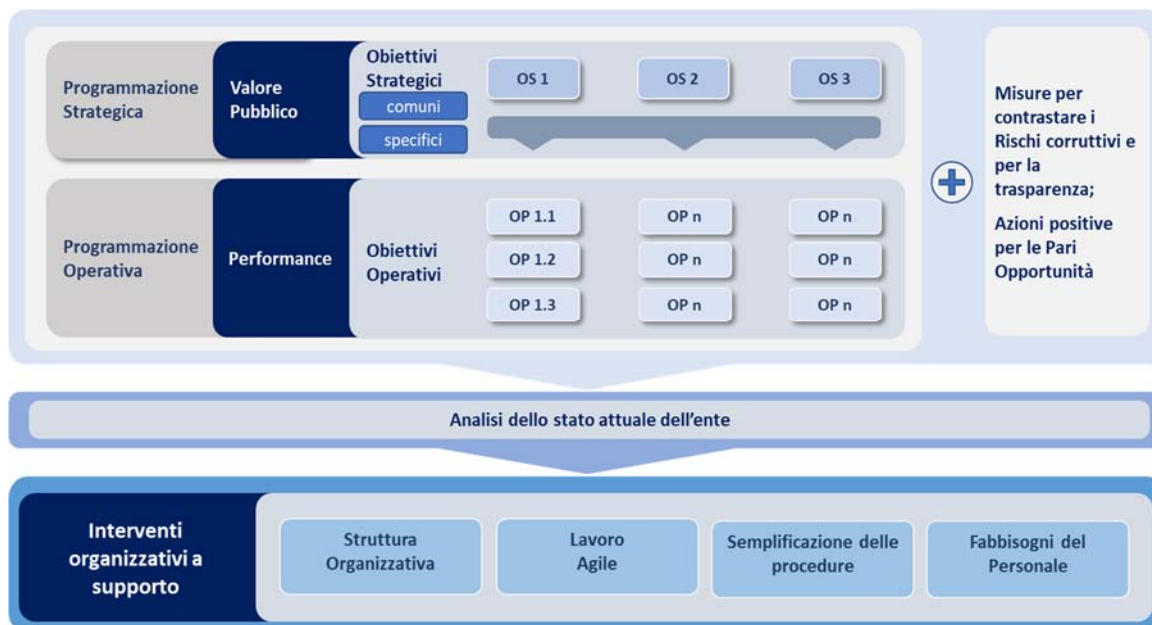 Programmazione
Strategica
Valore
Pubblico
Obiettivi
Strategici
comuni
specifici
OS 1
OS 2
OS 3
Programmazione
Operativa
Performance
Obiettivi
Operativi
OP 1.1
OP n
OP n
OP 1.2
OP n
OP n
OP 1.3
OP n
OP n
Misure per
contrastare i
Rischi corruttivi e
per la
trasparenza;
Azioni positive
per le Pari
Opportunità
Analisi dello stato attuale dell'ente
Interventi
organizzativi a
supporto
Struttura
Organizzativa
Lavoro
Agile
Semplificazione delle
procedure
Fabbisogni del
Personale